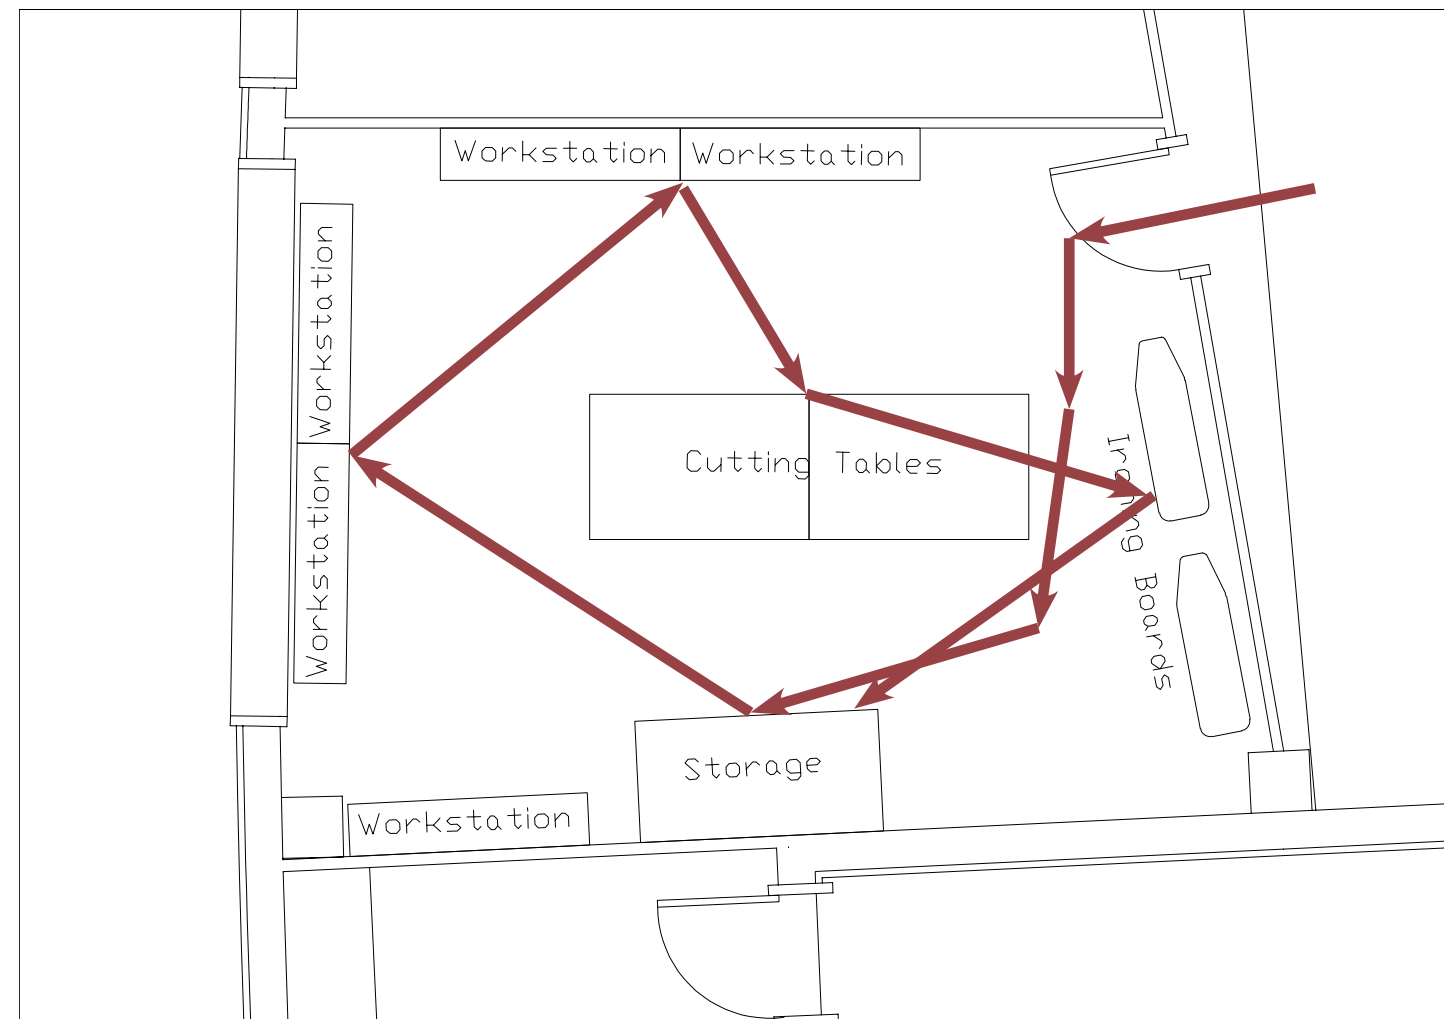 Workstation
Workstation
Workstation
Workstation
Cutting Tables
Ironing Boards
Storage
Workstation